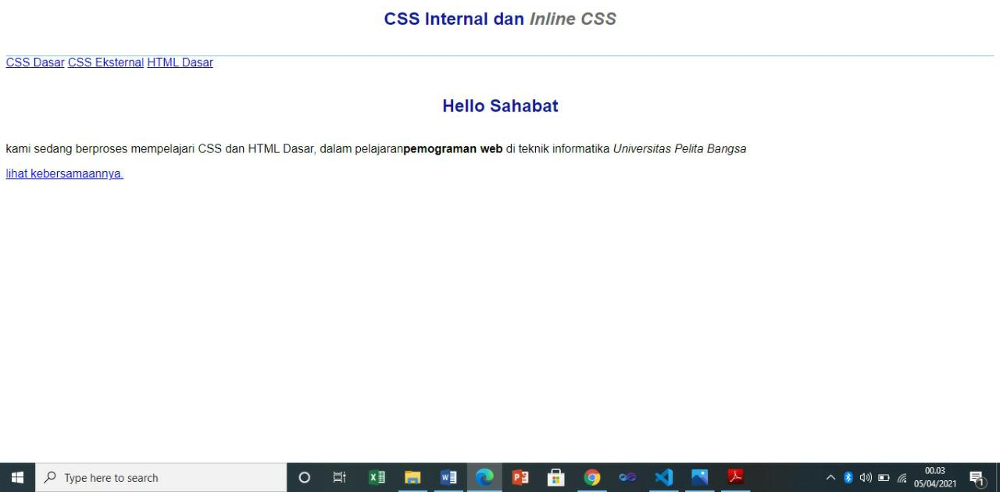 CSS Internal dan Inline CSS
CSS Dasar CSS Eksternal HTML Dasar
Hello Sahabat
kami sedang berproses mempelajari CSS dan HTML Dasar, dalam pelajaranpemograman web di teknik informatika Universitas Pelita Bangsa
lihat kebersamaannya.
Type here to search
00.03
05/04/2021
1